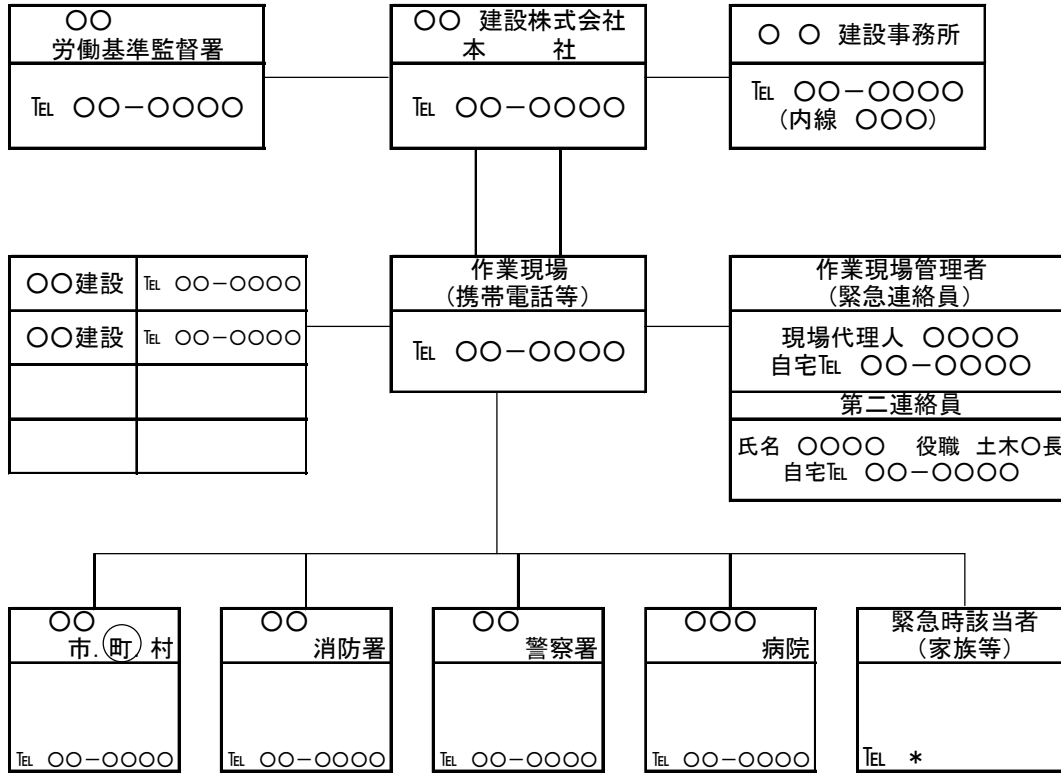 ○○
労働基準監督署
℡ ○○－○○○○
○○ 建設株式会社
本　　社
℡ ○○－○○○○
○ ○ 建設事務所
℡ ○○－○○○○
（内線 ○○○）
○○建設 ℡ ○○－○○○○
○○建設 ℡ ○○－○○○○
作業現場
（携帯電話等）
℡ ○○－○○○○
作業現場管理者
（緊急連絡員）
現場代理人 ○○○○
自宅℡ ○○－○○○○
第二連絡員
氏名 ○○○○　役職 土木○長
自宅℡ ○○－○○○○
○○
市.町.村
℡ ○○－○○○○
○○
消防署
℡ ○○－○○○○
○○
警察署
℡ ○○－○○○○
○○○
病院
℡ ○○－○○○○
緊急時該当者
（家族等）
℡ ＊